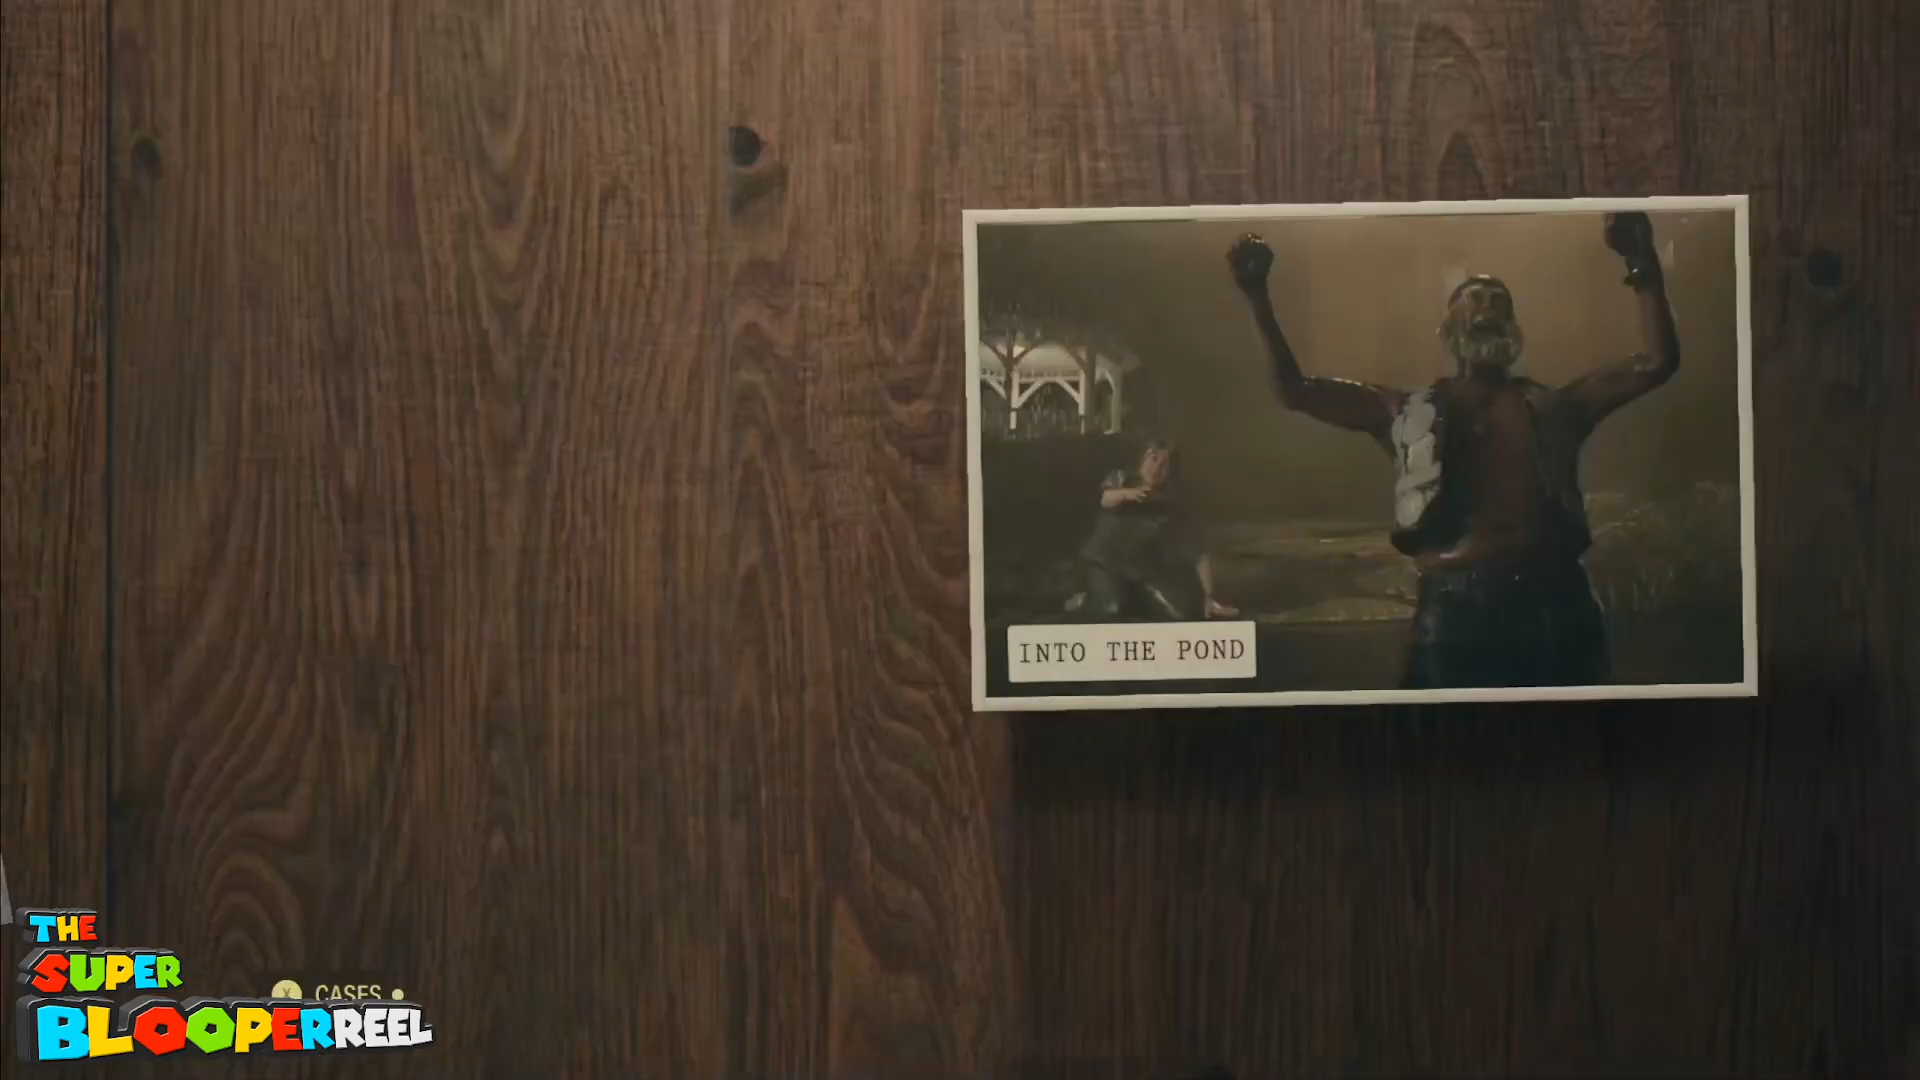 INTO THE POND
X CASES
THE
SUPER
BLOOPERREEL